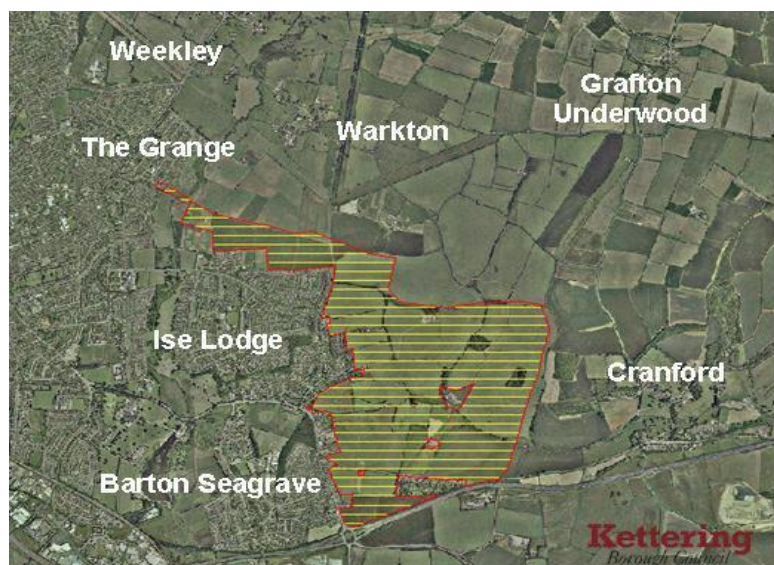 Weekley
Grafton
Underwood
Warkton
The Grange
Ise Lodge
Cranford
Barton Seagrave
Kettering
Borough Council